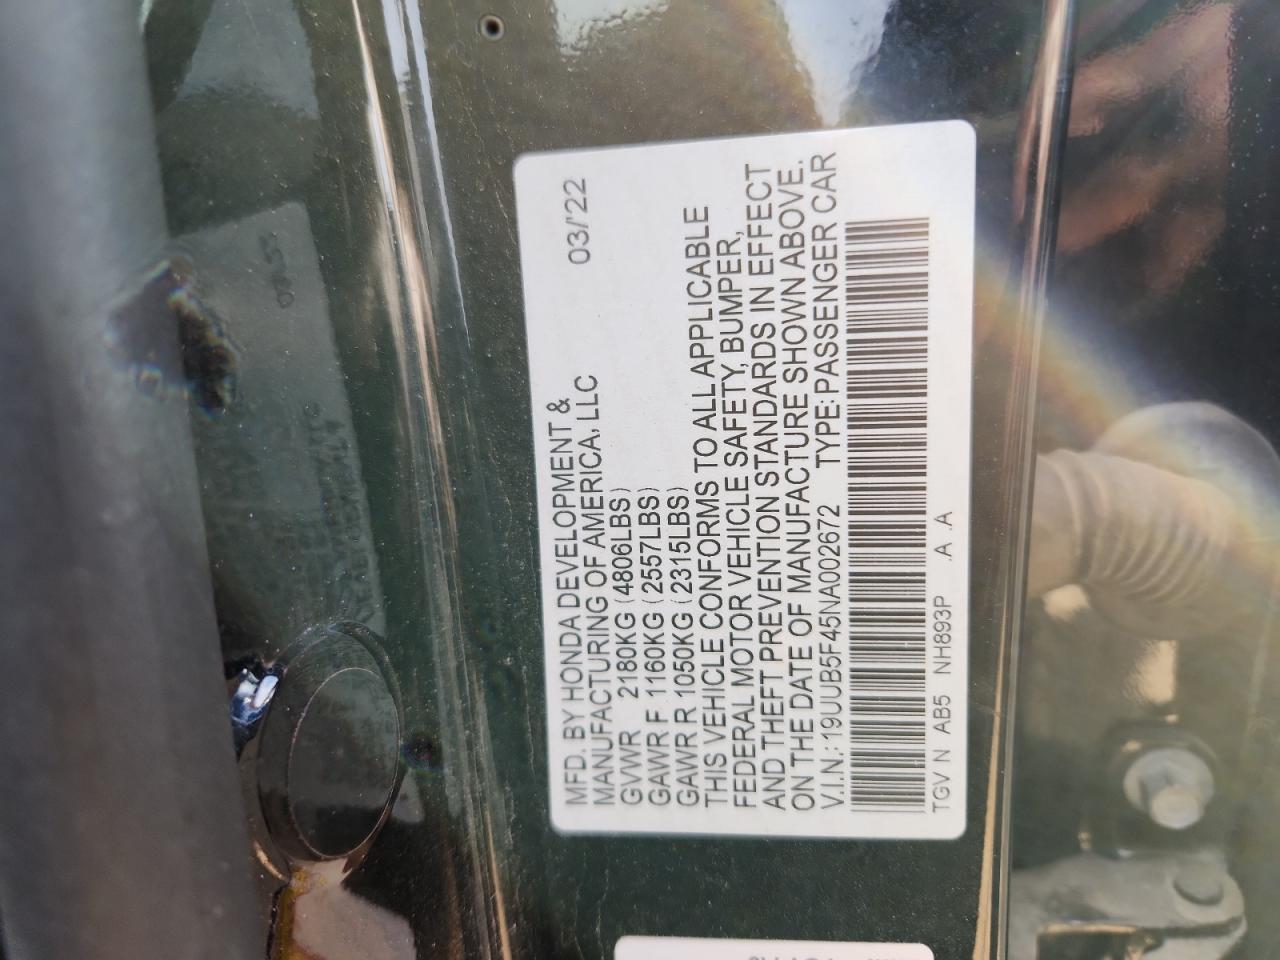 MFD. BY HONDA DEVELOPMENT &
MANUFACTURING OF AMERICA, LLC 03/'22
GVWR 2180KG (4806LBS)
GAWR F 1160KG (2557LBS)
GAWR R 1050KG (2315LBS)
THIS VEHICLE CONFORMS TO ALL APPLICABLE
FEDERAL MOTOR VEHICLE SAFETY, BUMPER,
AND THEFT PREVENTION STANDARDS IN EFFECT
ON THE DATE OF MANUFACTURE SHOWN ABOVE.
V.I.N.: 19UUB5F45NA002672 TYPE: PASSENGER CAR
TGV N AB5 NH893P .A .A